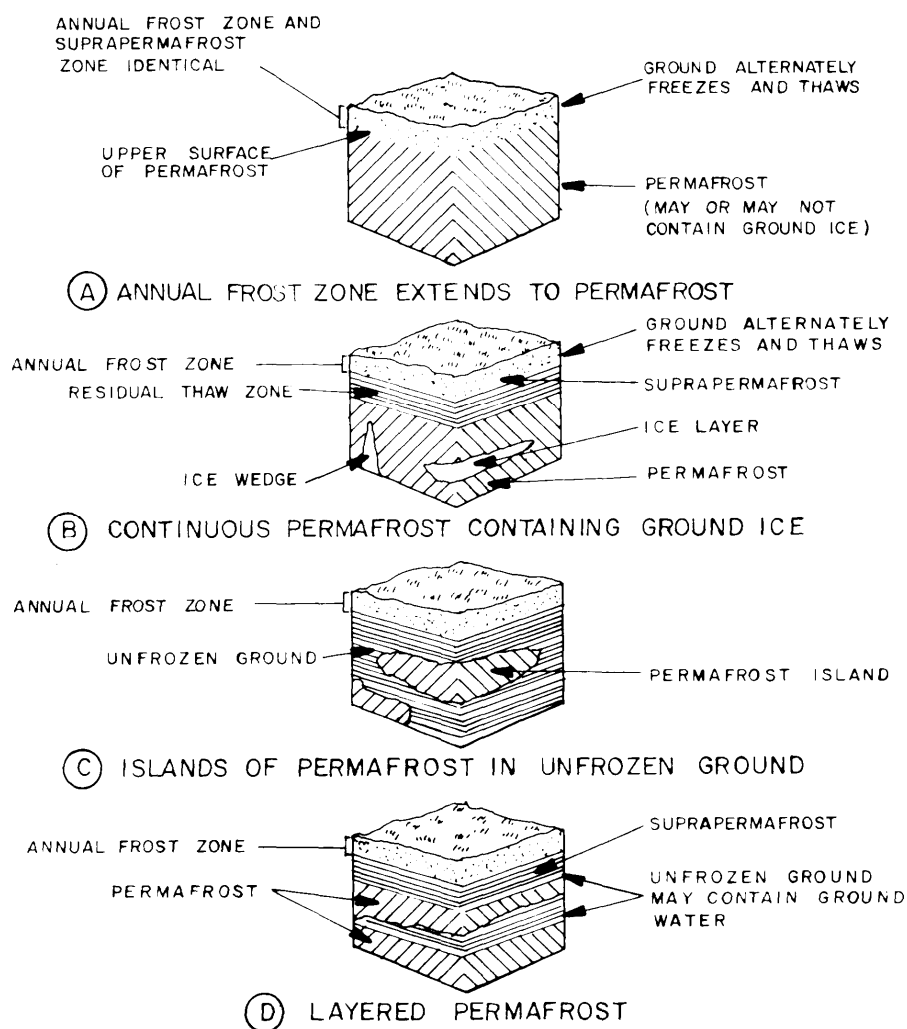 ANNUAL FROST ZONE AND
SUPRAPERMAFROST
ZONE IDENTICAL
GROUND ALTERNATELY
FREEZES AND THAWS
UPPER SURFACE
OF PERMAFROST
PERMAFROST
(MAY OR MAY NOT
CONTAIN GROUND ICE)
A ANNUAL FROST ZONE EXTENDS TO PERMAFROST
GROUND ALTERNATELY
FREEZES AND THAWS
ANNUAL FROST ZONE
RESIDUAL THAW ZONE
SUPRAPERMAFROST
ICE LAYER
ICE WEDGE
PERMAFROST
B CONTINUOUS PERMAFROST CONTAINING GROUND ICE
ANNUAL FROST ZONE
UNFROZEN GROUND
PERMAFROST ISLAND
C ISLANDS OF PERMAFROST IN UNFROZEN GROUND
SUPRAPERMAFROST
ANNUAL FROST ZONE
PERMAFROST
UNFROZEN GROUND
MAY CONTAIN GROUND
WATER
D LAYERED PERMAFROST